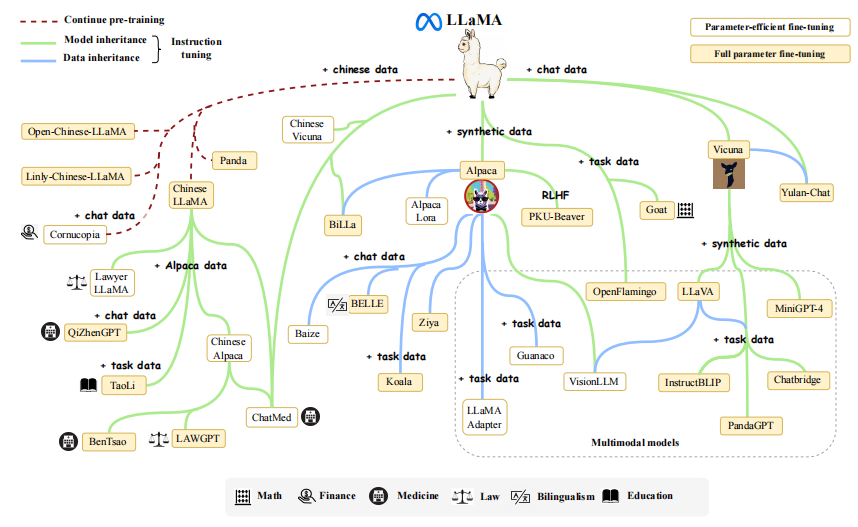 LLaMA
Continue pre-training
Model inheritance
Data inheritance
Instruction
tuning
Parameter-efficient fine-tuning
Full parameter fine-tuning
+ chinese data
+ chat data
+ synthetic data
+ task data
Open-Chinese-LLaMA
Linly-Chinese-LLaMA
Panda
Chinese
Vicuna
Chinese
LLaMA
+ chat data
Cornucopia
Alpaca
Vicuna
Yulan-Chat
RLHF
Goat
PKU-Beaver
Alpaca
Lora
BiLLa
+ Alpaca data
Lawyer
LLaMA
+ chat data
QiZhenGPT
+ task data
TaoLi
Chinese
Alpaca
BenTsao
LAWGPT
ChatMed
+ chat data
BELLE
Baize
Ziya
+ task data
Koala
+ synthetic data
OpenFlamingo
LLaVA
MiniGPT-4
+ task data
Guanaco
+ task data
LLaMA
Adapter
VisionLLM
+ task data
InstructBLIP
Chatbridge
PandaGPT
Multimodal models
Math
Finance
Medicine
Law
Bilingualism
Education